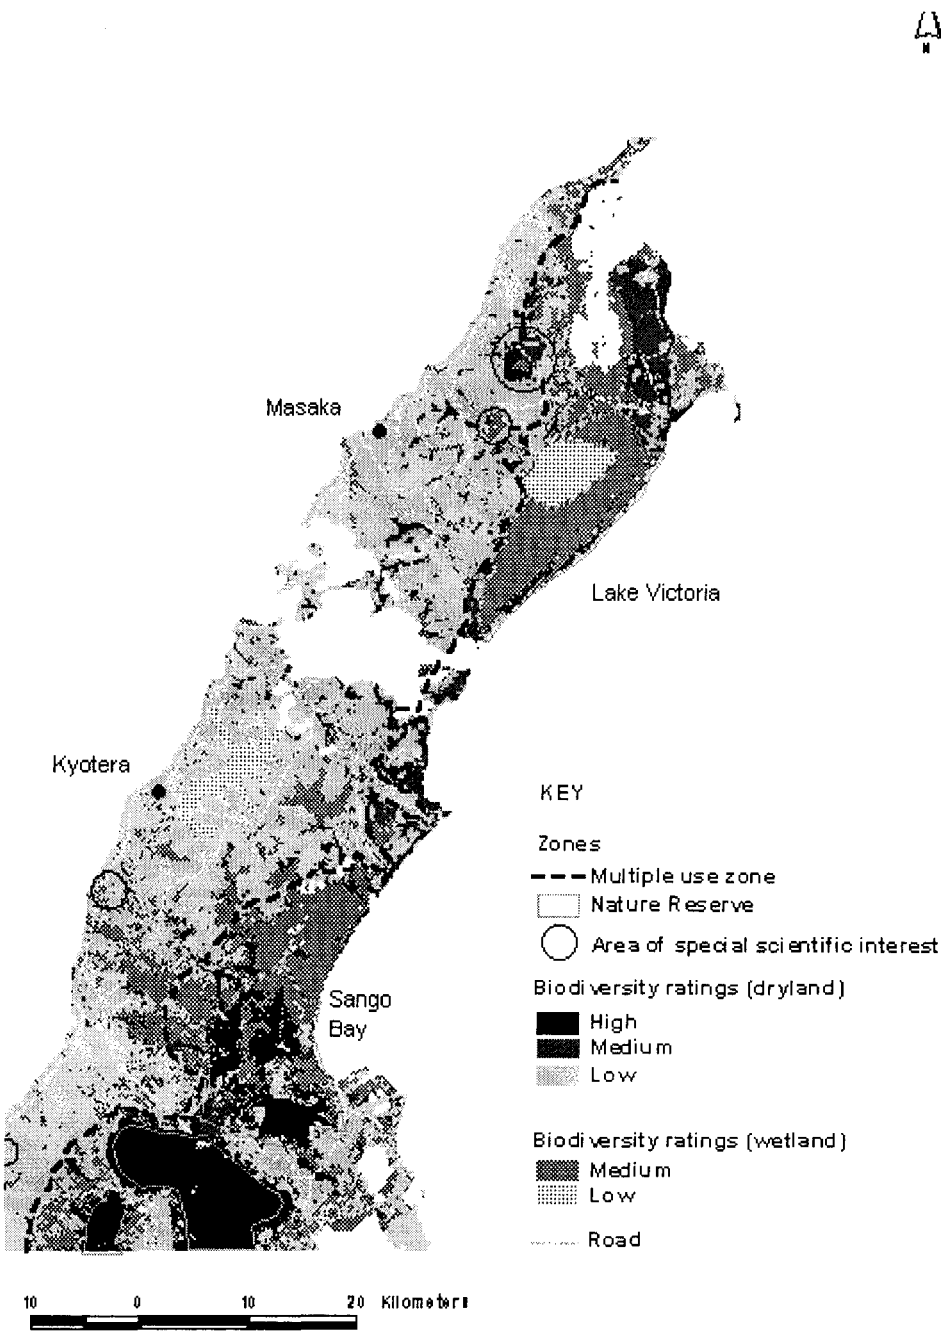 N
Masaka
Lake Victoria
Kyotera
Sango
Bay
KEY
Zones
Multiple use zone
Nature Reserve
Area of special scientific interest
Biodiversity ratings (dryland)
High
Medium
Low
Biodiversity ratings (wetland)
Medium
Low
Road
10 0 10 20 Kilometers